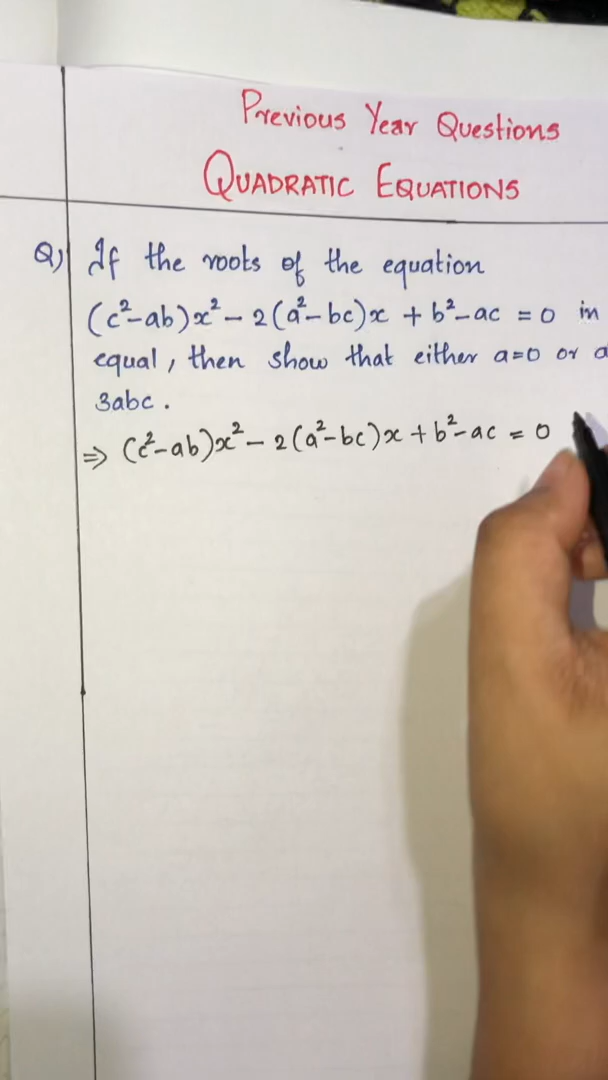 Previous Year Questions
QUADRATIC EQUATIONS
Q) If the roots of the equation
(c²-ab)x² - 2(a²-bc)x + b²-ac = 0 in
equal, then show that either a=0 or a
3abc.
⇒ (c²-ab)x² - 2(a²-bc)x + b²-ac = 0